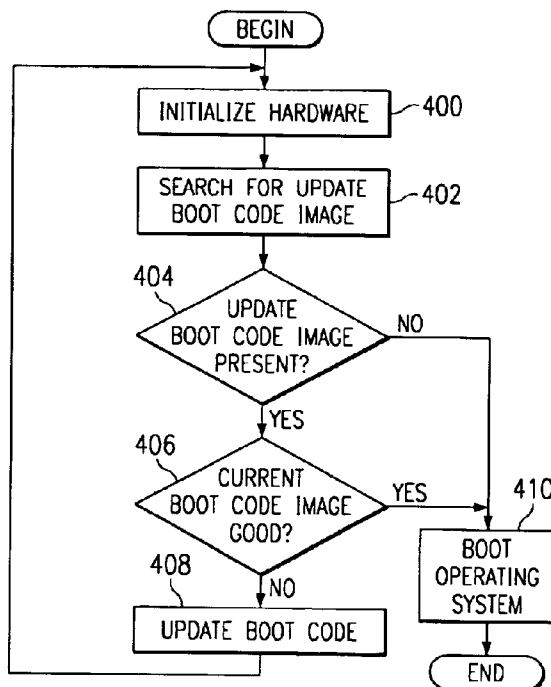 BEGIN
INITIALIZE HARDWARE
400
SEARCH FOR UPDATE
BOOT CODE IMAGE
402
404
UPDATE
BOOT CODE IMAGE
PRESENT?
NO
YES
406
CURRENT
BOOT CODE IMAGE
GOOD?
YES
410
BOOT
OPERATING
SYSTEM
408
NO
UPDATE BOOT CODE
END